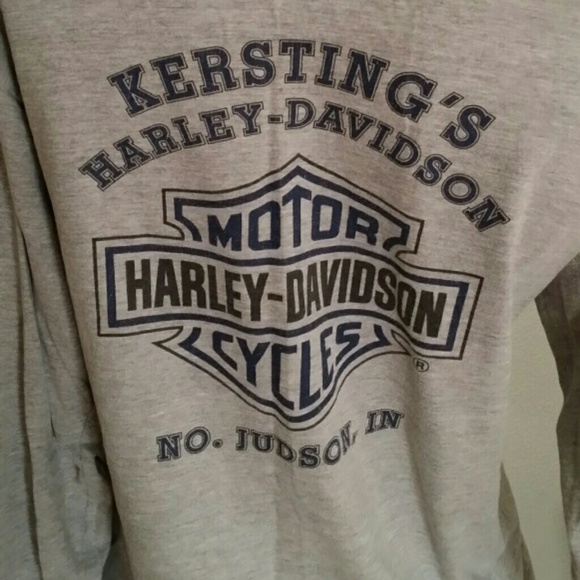 KERSTING'S
HARLEY-DAVIDSON
MOTOR
HARLEY-DAVIDSON
CYCLES
®
NO. JUDSON, IN